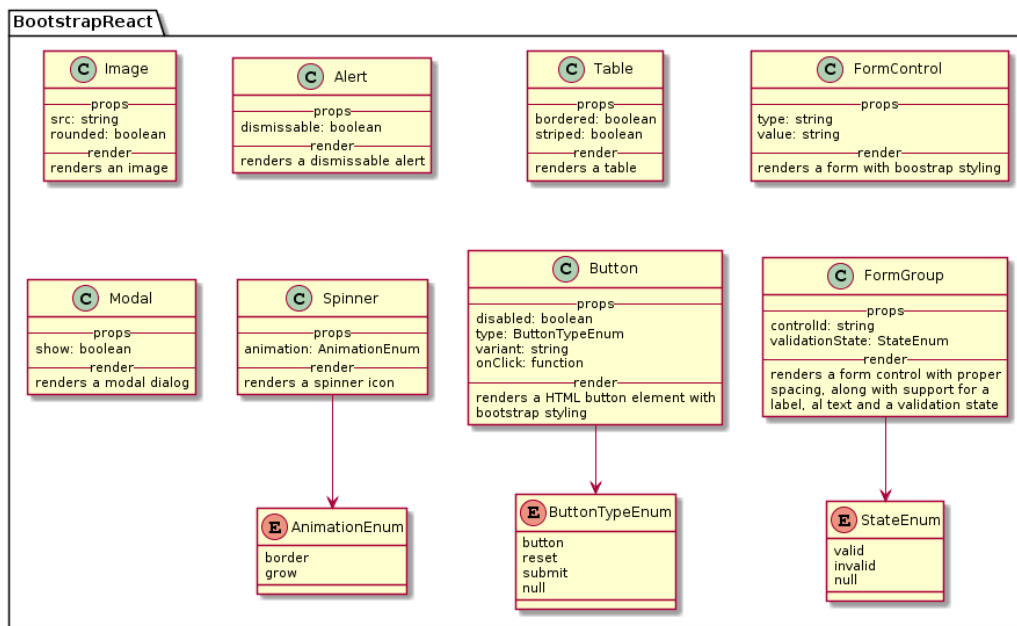 BootstrapReact
C Image
props
src: string
rounded: boolean
render
renders an image
C Alert
props
dismissable: boolean
render
renders a dismissable alert
C Table
props
bordered: boolean
striped: boolean
render
renders a table
C FormControl
props
type: string
value: string
render
renders a form with boostrap styling
C Modal
props
show: boolean
render
renders a modal dialog
C Spinner
props
animation: AnimationEnum
render
renders a spinner icon
C Button
props
disabled: boolean
type: ButtonTypeEnum
variant: string
onClick: function
render
renders a HTML button element with
bootstrap styling
C FormGroup
props
controlId: string
validationState: StateEnum
render
renders a form control with proper
spacing, along with support for a
label, al text and a validation state
E AnimationEnum
border
grow
E ButtonTypeEnum
button
reset
submit
null
E StateEnum
valid
invalid
null